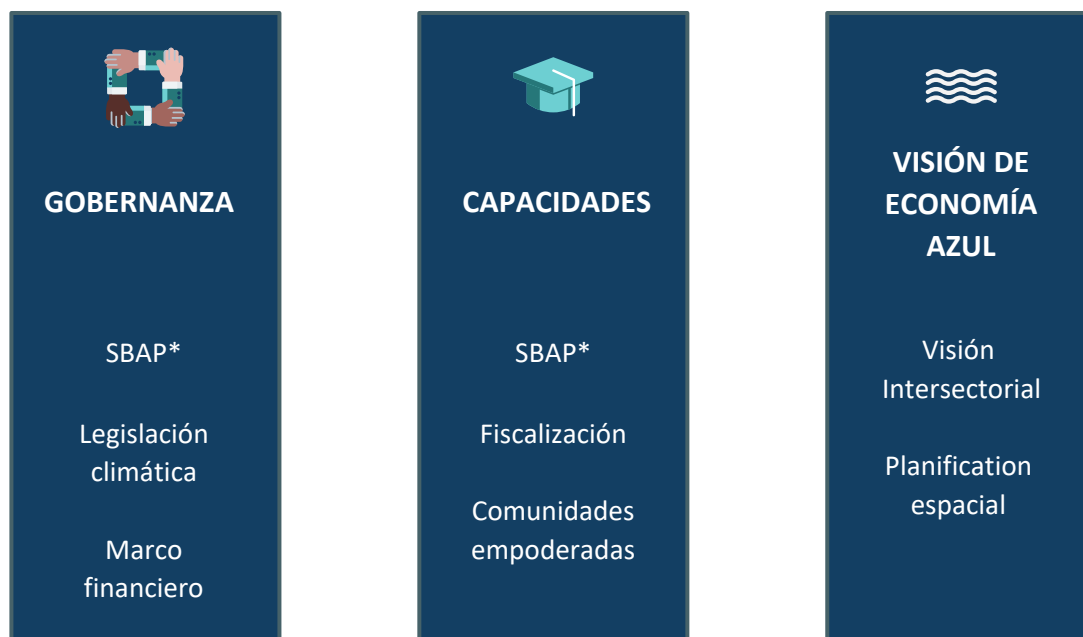 GOBERNANZA
SBAP*
Legislación
climática
Marco
financiero
CAPACIDADES
SBAP*
Fiscalización
Comunidades
empoderadas
VISIÓN DE
ECONOMÍA
AZUL
Visión
Intersectorial
Planification
espacial